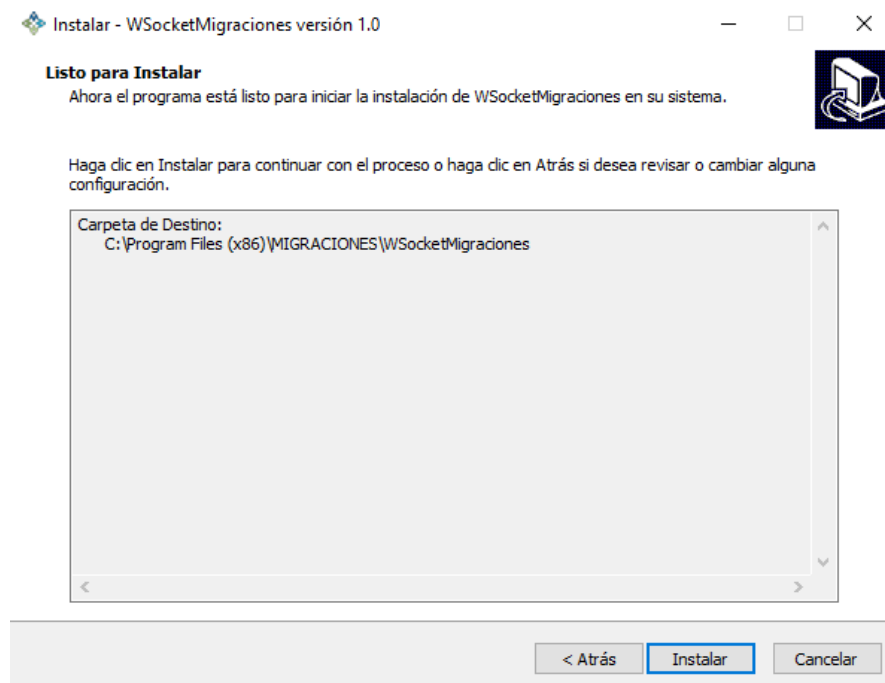 Instalar - WSocketMigraciones versión 1.0
Listo para Instalar
Ahora el programa está listo para iniciar la instalación de WSocketMigraciones en su sistema.
Haga clic en Instalar para continuar con el proceso o haga clic en Atrás si desea revisar o cambiar alguna
configuración.
Carpeta de Destino:
C:\Program Files (x86)\MIGRACIONES\WSocketMigraciones
< Atrás
Instalar
Cancelar